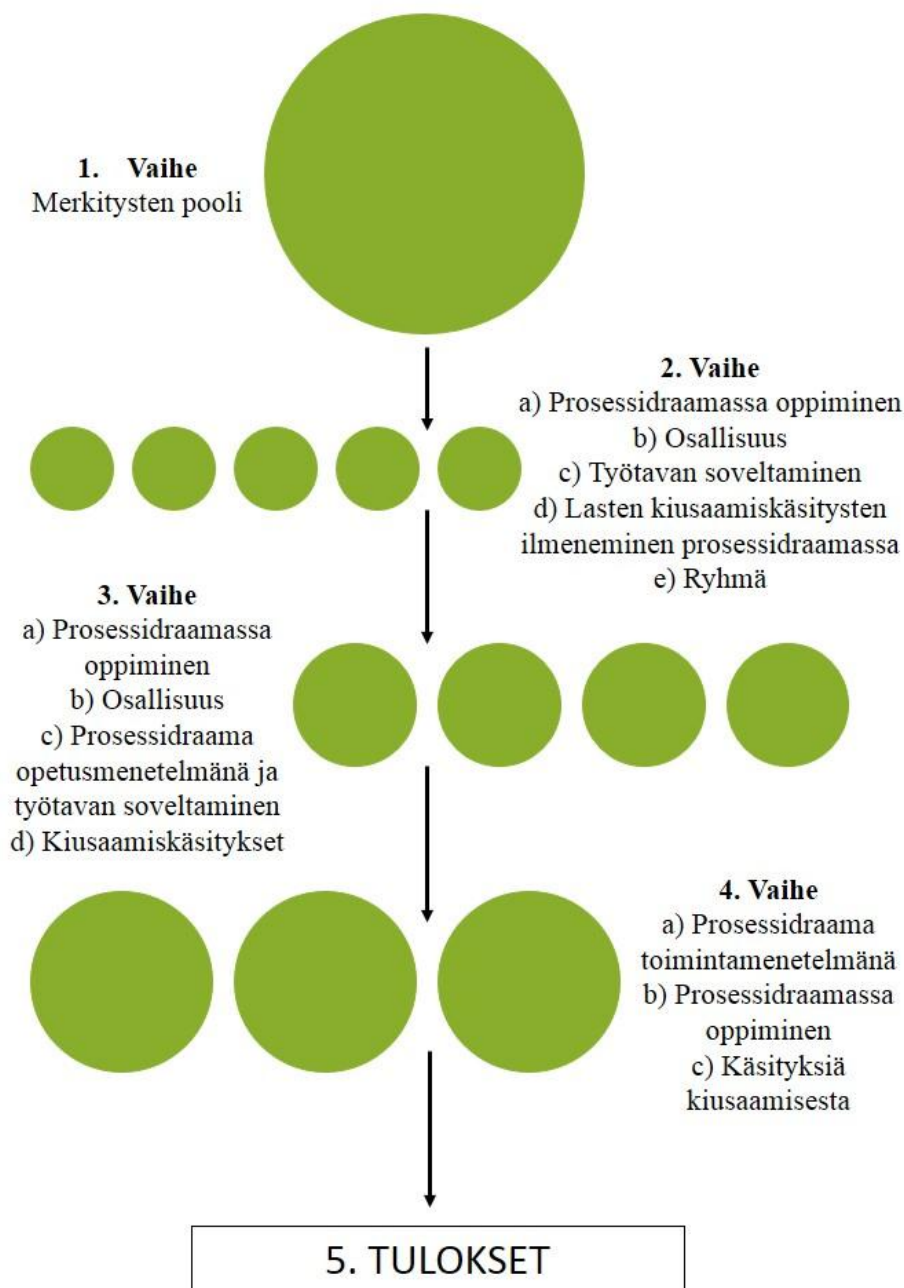 1. Vaihe
Merkitysten pooli
2. Vaihe
a) Prosessidraamassa oppiminen
b) Osallisuus
c) Työtavan soveltaminen
d) Lasten kiusaamiskäsitysten
ilmeneminen prosessidraamassa
e) Ryhmä
3. Vaihe
a) Prosessidraamassa
oppiminen
b) Osallisuus
c) Prosessidraama
opetusmenetelmänä ja
työtavan soveltaminen
d) Kiusaamiskäsitykset
4. Vaihe
a) Prosessidraama
toimintamenetelmänä
b) Prosessidraamassa
oppiminen
c) Käsityksiä
kiusaamisesta
5. TULOKSET